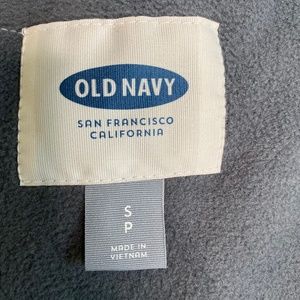 OLD NAVY
SAN FRANCISCO
CALIFORNIA
S
P
MADE IN
VIETNAM